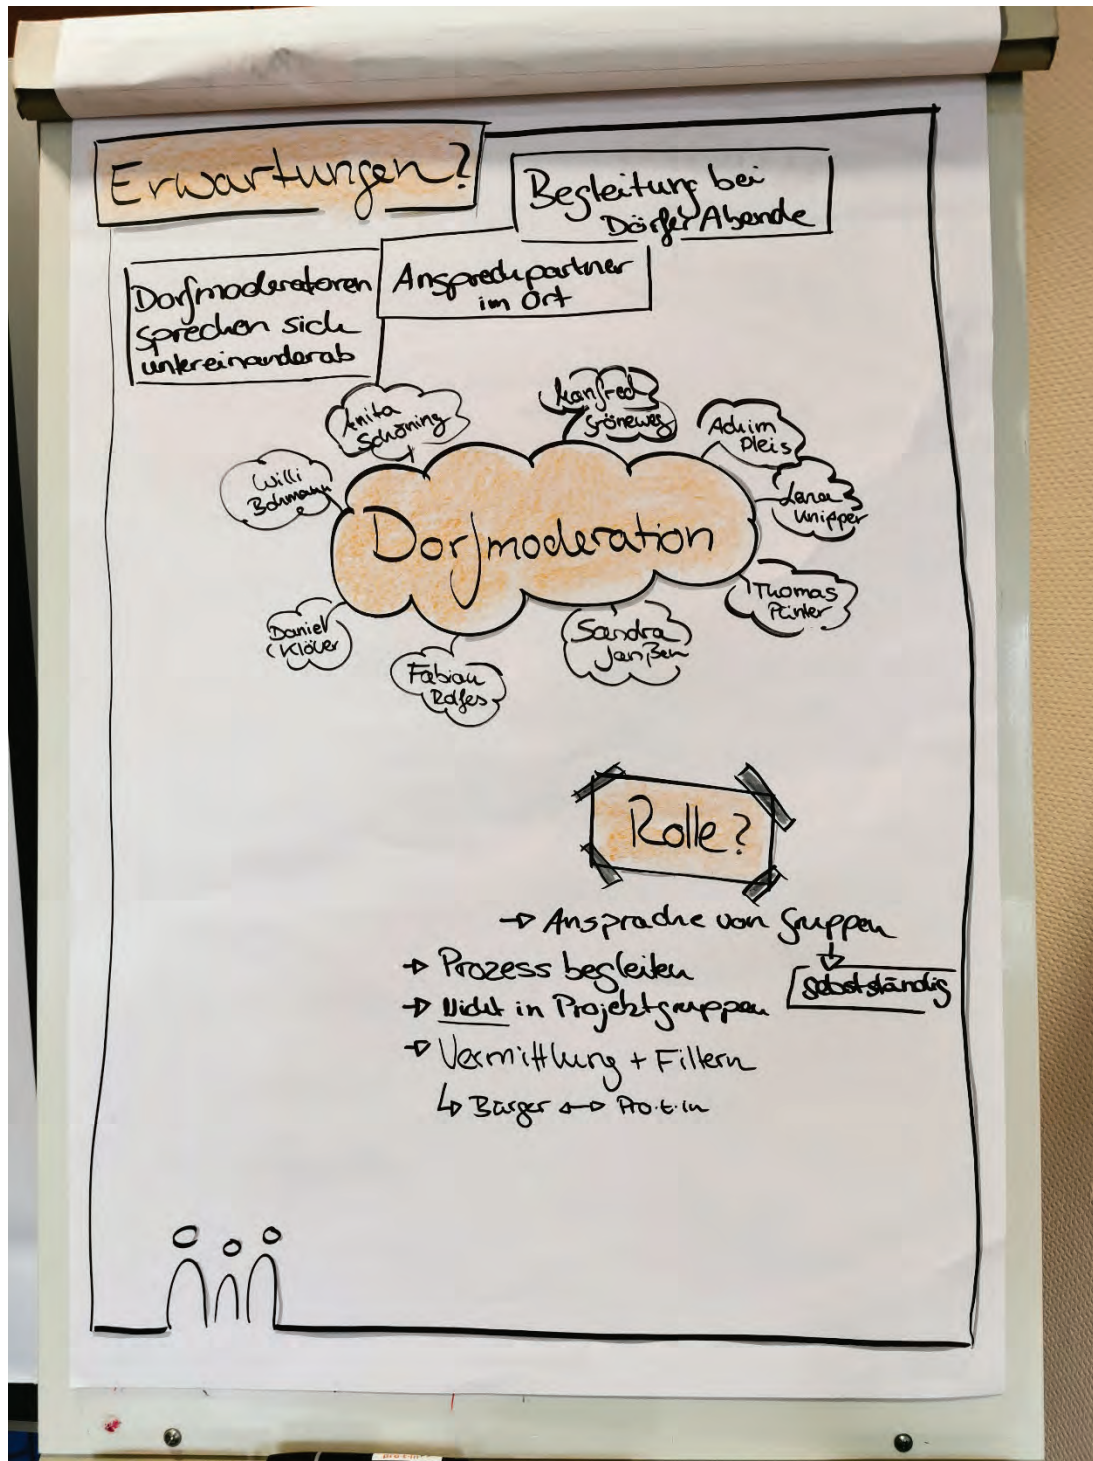 Erwartungen?
Begleitung bei
Dörfer Abende
Ansprechpartner
im Ort
Dorfmoderatoren
sprechen sich
untereinander ab
Anita
Schöning
Manfred
Gröneweg
Achim
Pleis
Willi
Bohmann
Lena
Knipper
Dorfmoderation
Thomas
Daniel
Klöver
Sandra
Janßen
Fabian
Rolfes
Rolle?
→ Ansprache von Gruppen
selbstständig
→ Prozess begleiten
→ Nicht in Projektgruppen
→ Vermittlung + Filtern
↳ Bürger ↔ Pro.t.in